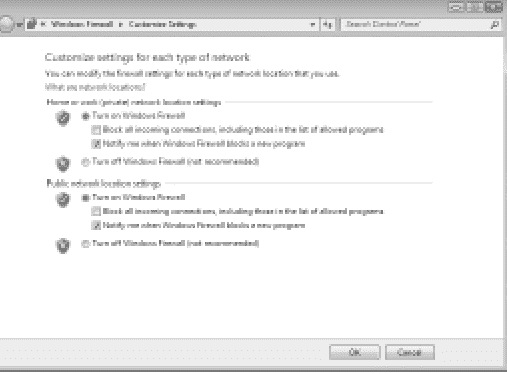 « Windows Firewall ▸ Customize Settings
Search Control Panel
Customize settings for each type of network
You can modify the firewall settings for each type of network location that you use.
What are network locations?
Home or work (private) network location settings
Turn on Windows Firewall
Block all incoming connections, including those in the list of allowed programs
Notify me when Windows Firewall blocks a new program
Turn off Windows Firewall (not recommended)
Public network location settings
Turn on Windows Firewall
Block all incoming connections, including those in the list of allowed programs
Notify me when Windows Firewall blocks a new program
Turn off Windows Firewall (not recommended)
OK
Cancel